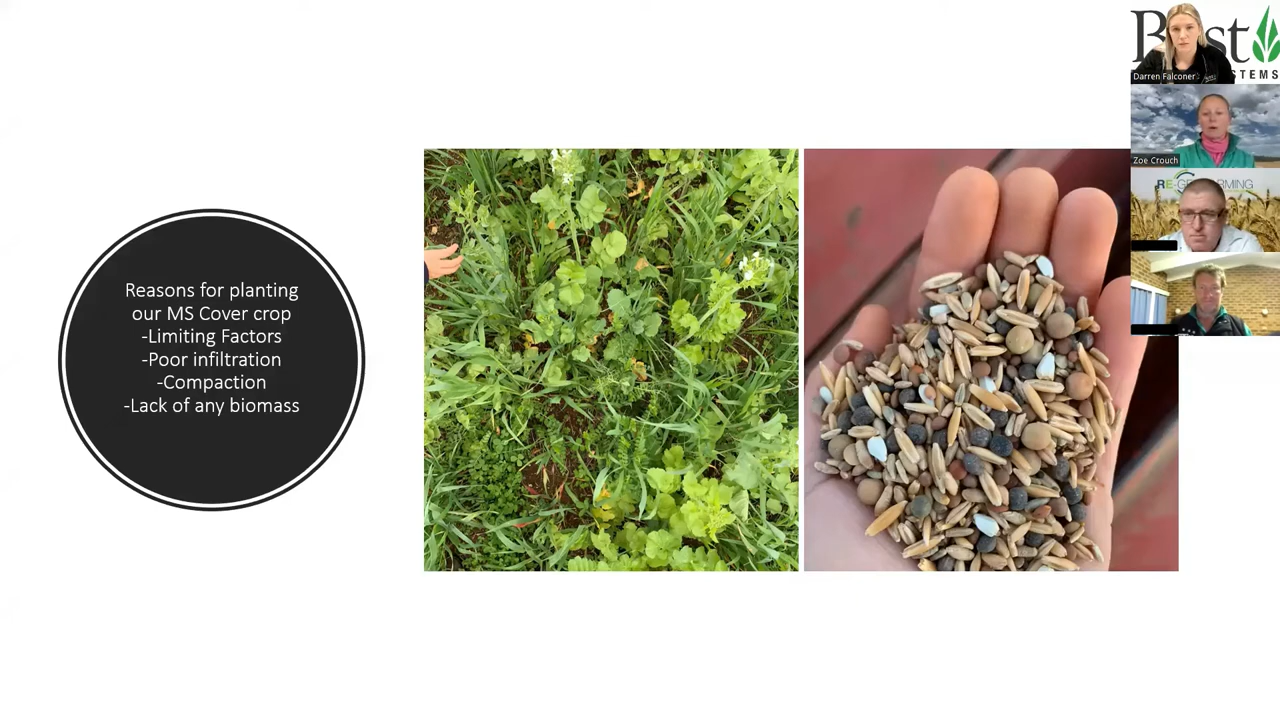 Reasons for planting
our MS Cover crop
-Limiting Factors
-Poor infiltration
-Compaction
-Lack of any biomass
Darren Falconer
Zoe Crouch